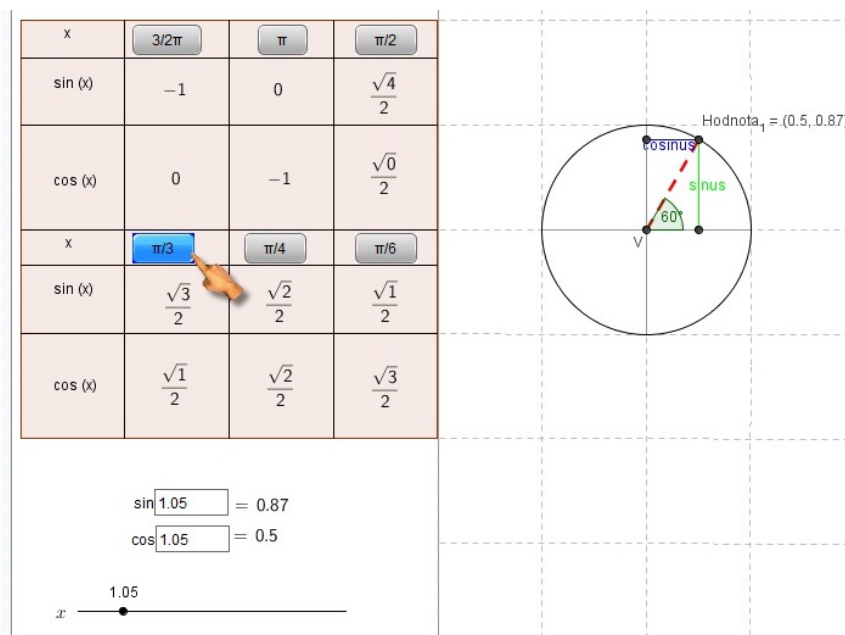 x 3/2π π π/2
sin (x) −1 0 √4/2
cos (x) 0 −1 √0/2
x π/3 π/4 π/6
sin (x) √3/2 √2/2 √1/2
cos (x) √1/2 √2/2 √3/2
sin 1.05 = 0.87
cos 1.05 = 0.5
1.05
x
Hodnota₁ = (0.5, 0.87)
cosinus
sinus
60°
V